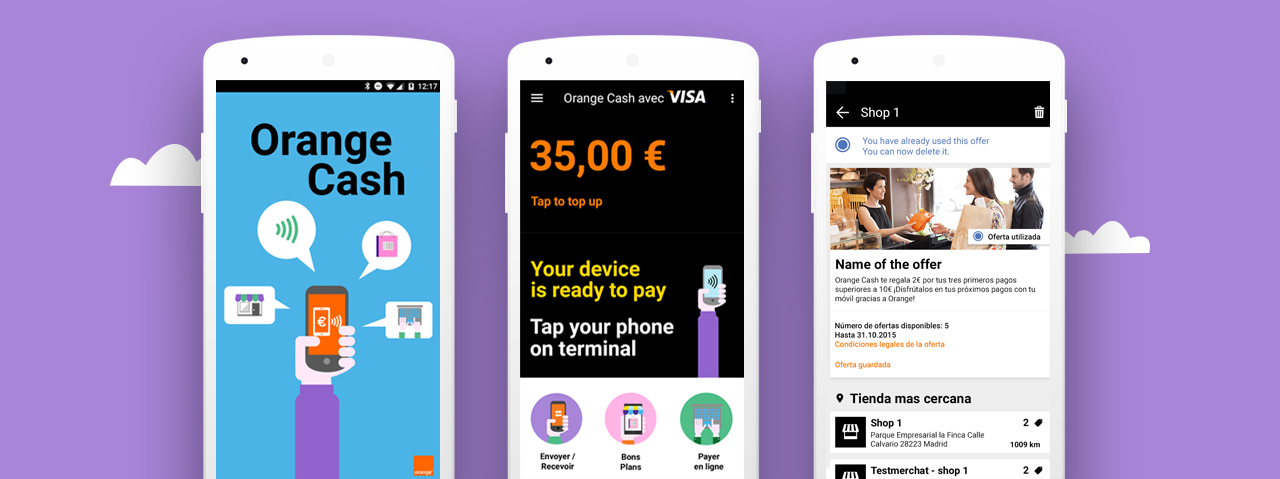 12:17
Orange
Cash
€
orange
Orange Cash avec VISA
35,00 €
Tap to top up
Your device
is ready to pay
Tap your phone
on terminal
Envoyer /
Recevoir
Bons
Plans
Payer
en ligne
Shop 1
You have already used this offer
You can now delete it.
Oferta utilizada
Name of the offer
Orange Cash te regala 2€ por tus tres primeros pagos
superiores a 10€ ¡Disfrútalos en tus próximos pagos con tu
móvil gracias a Orange!
Número de ofertas disponibles: 5
Hasta 31.10.2015
Condiciones legales de la oferta
Oferta guardada
Tienda mas cercana
Shop 1 2
Parque Empresarial la Finca Calle
Calvario 28223 Madrid 1009 km
Testmerchat - shop 1 2